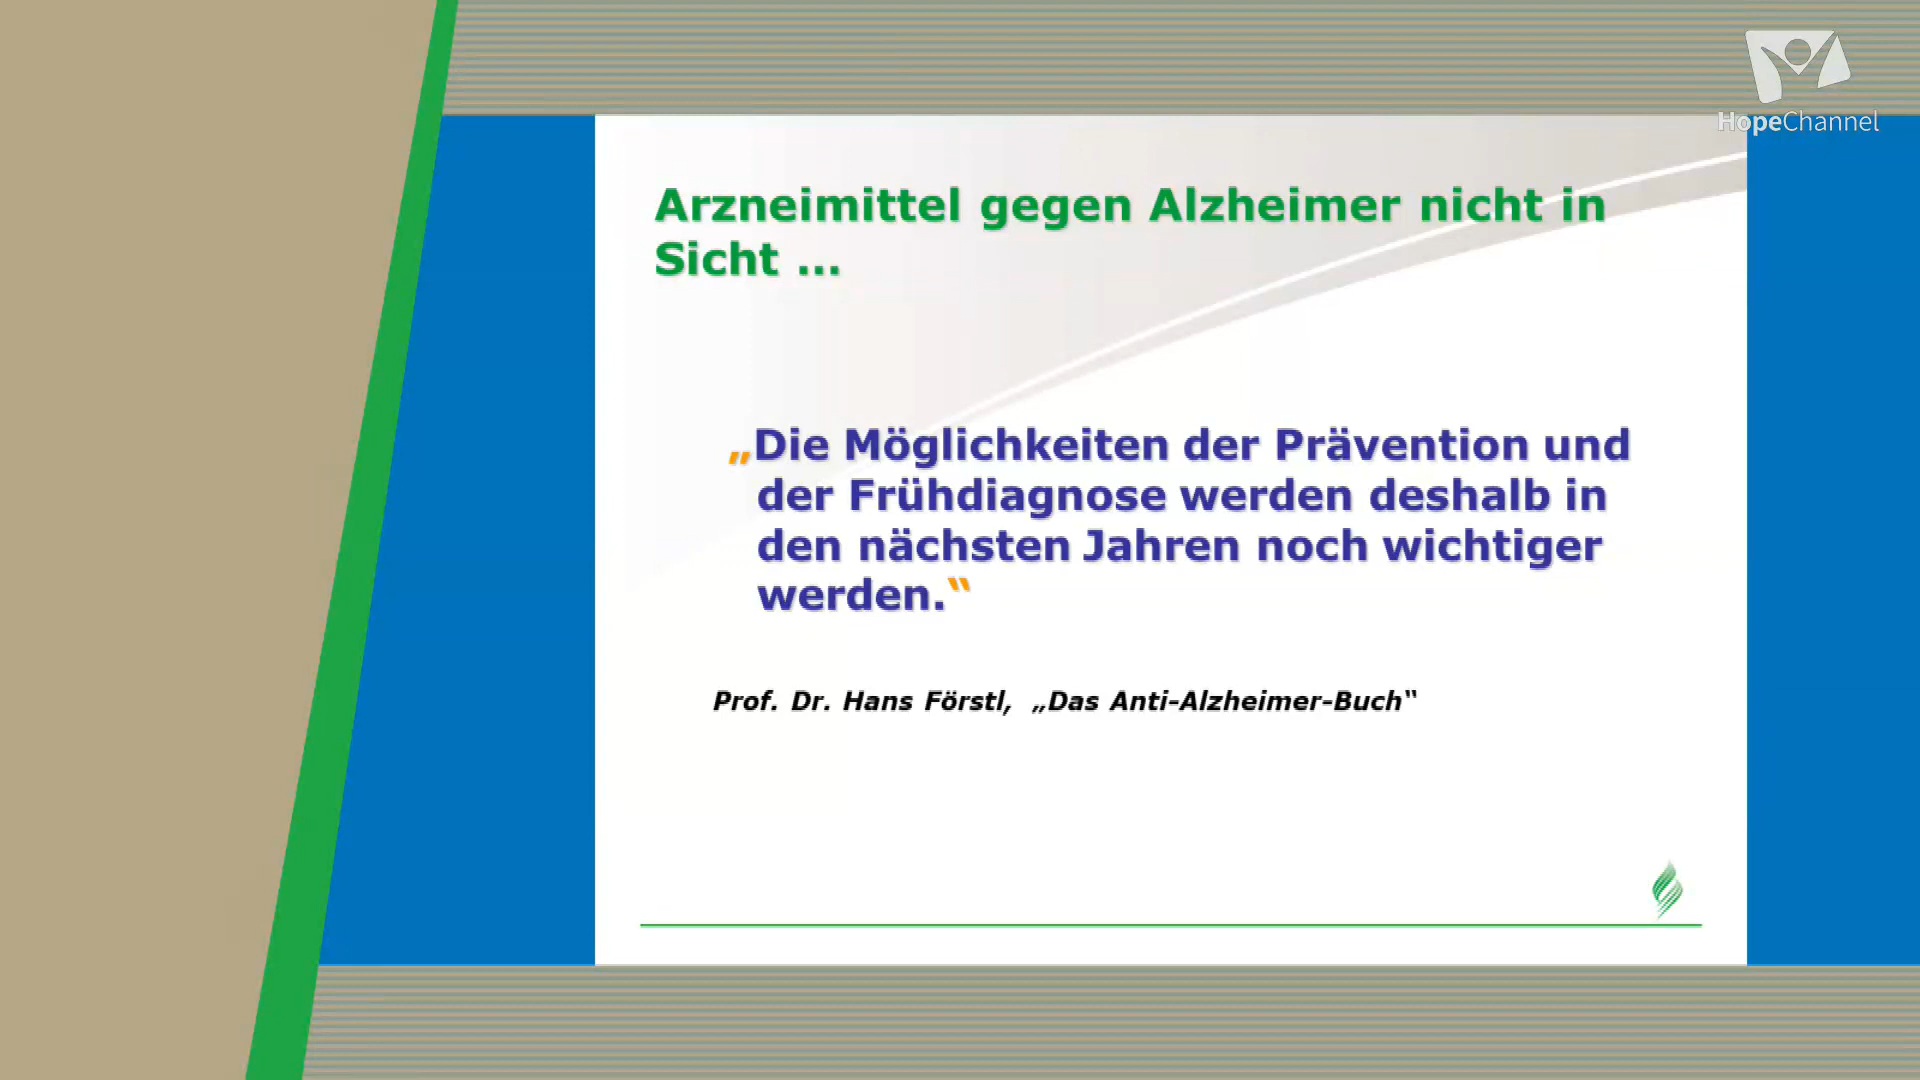 HopeChannel
Arzneimittel gegen Alzheimer nicht in
Sicht ...
„Die Möglichkeiten der Prävention und
der Frühdiagnose werden deshalb in
den nächsten Jahren noch wichtiger
werden.“
Prof. Dr. Hans Förstl, „Das Anti-Alzheimer-Buch“